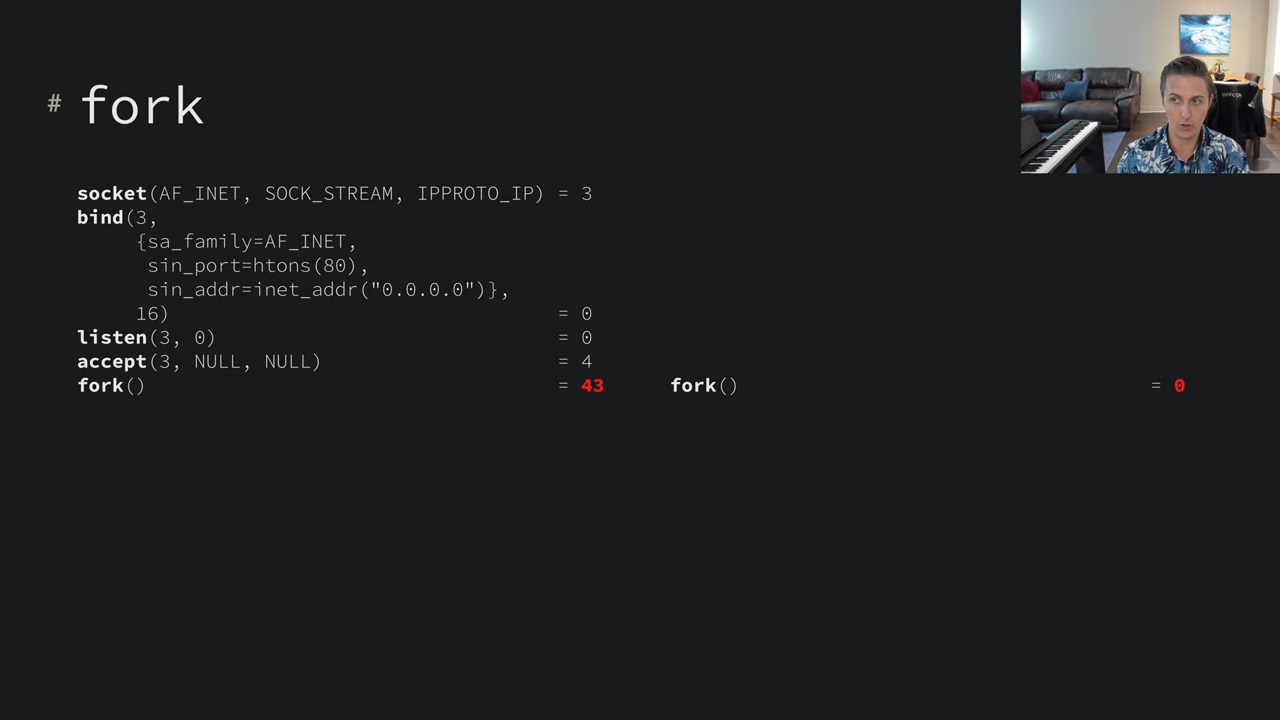 # fork
socket(AF_INET, SOCK_STREAM, IPPROTO_IP) = 3
bind(3,
{sa_family=AF_INET,
sin_port=htons(80),
sin_addr=inet_addr("0.0.0.0")},
16) = 0
listen(3, 0) = 0
accept(3, NULL, NULL) = 4
fork() = 43 fork() = 0